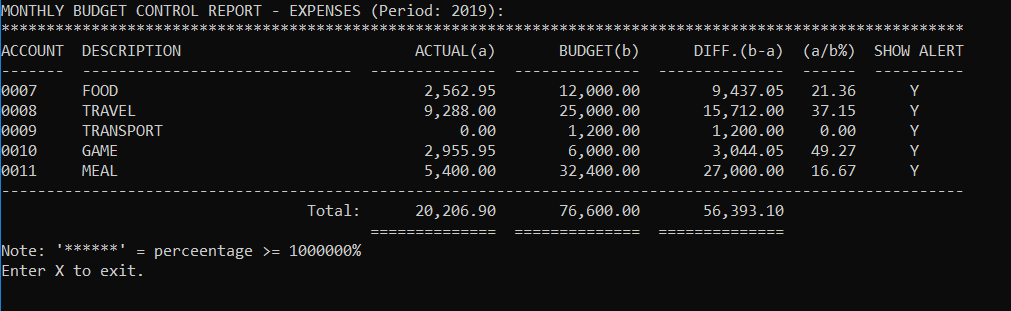 MONTHLY BUDGET CONTROL REPORT - EXPENSES (Period: 2019):
***********************************************************************************************************
ACCOUNT  DESCRIPTION                          ACTUAL(a)       BUDGET(b)      DIFF.(b-a)  (a/b%)  SHOW ALERT
-------  ------------------------------  --------------  --------------  --------------  ------  ----------
0007     FOOD                                  2,562.95       12,000.00        9,437.05   21.36      Y
0008     TRAVEL                                9,288.00       25,000.00       15,712.00   37.15      Y
0009     TRANSPORT                                 0.00        1,200.00        1,200.00    0.00      Y
0010     GAME                                  2,955.95        6,000.00        3,044.05   49.27      Y
0011     MEAL                                  5,400.00       32,400.00       27,000.00   16.67      Y
-----------------------------------------------------------------------------------------------------------
                                  Total:      20,206.90       76,600.00       56,393.10
                                         ==============  ==============  ==============
Note: '******' = perceentage >= 1000000%
Enter X to exit.